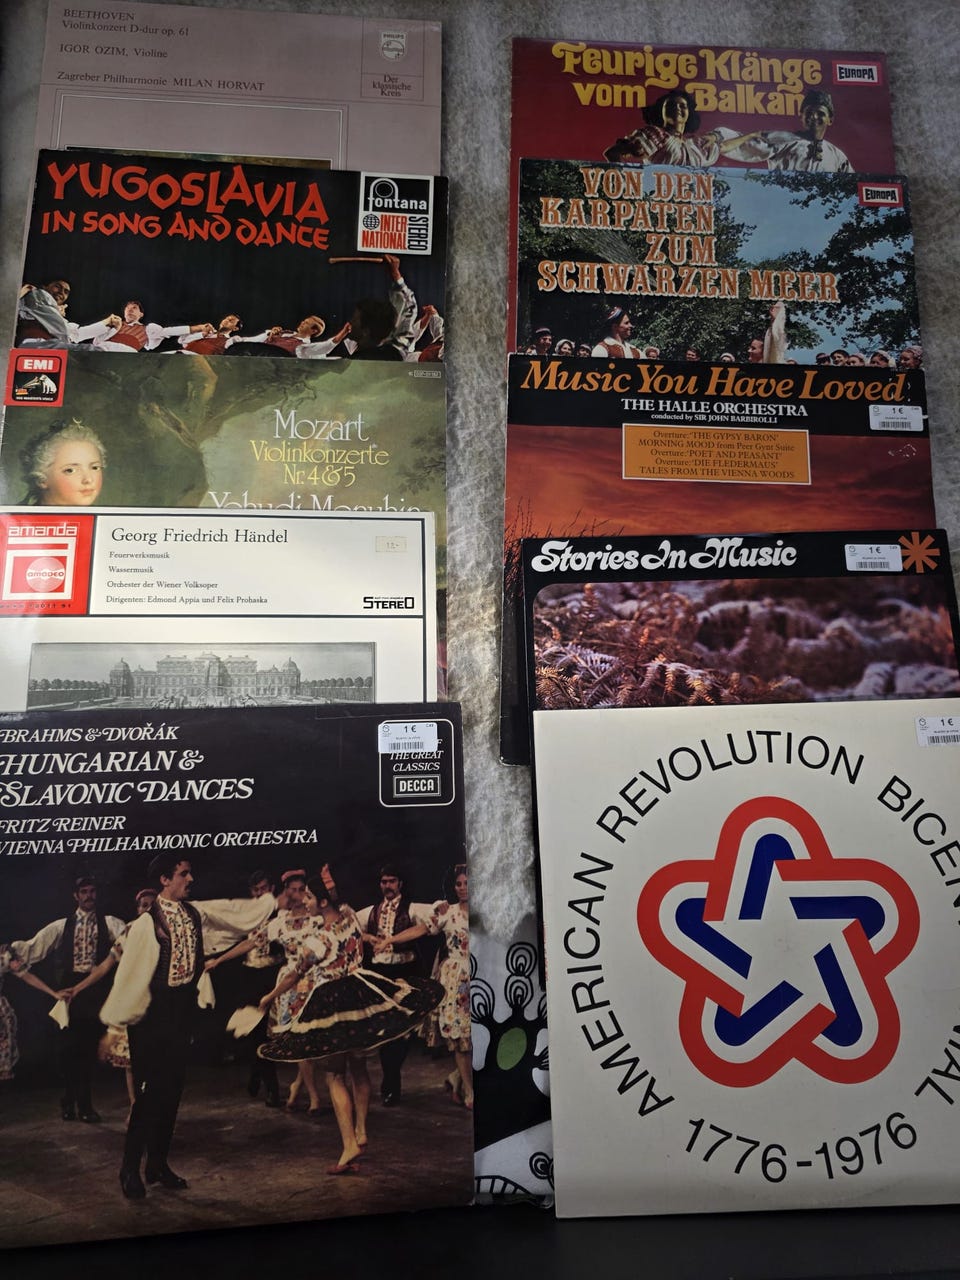 BEETHOVEN
Violinkonzert D-dur op. 61
IGOR OZIM, Violine
Zagreber Philharmonie MILAN HORVAT
PHILIPS
Der
klassische
Kreis
YUGOSLAVIA
IN SONG AND DANCE
fontana
INTER
NATIONAL
STEREO
EMI
Mozart
Violinkonzerte
Nr. 4 & 5
Yehudi Menuhin
amanda
AMADEO
Georg Friedrich Händel
Feuerwerksmusik
Wassermusik
Orchester der Wiener Volksoper
Dirigenten: Edmond Appia und Felix Prohaska
12.-
STEREO
BRAHMS & DVOŘÁK
HUNGARIAN &
SLAVONIC DANCES
FRITZ REINER
VIENNA PHILHARMONIC ORCHESTRA
1 €
THE GREAT
CLASSICS
DECCA
Feurige Klänge
vom Balkan
EUROPA
VON DEN
KARPATEN
ZUM
SCHWARZEN MEER
EUROPA
Music You Have Loved
THE HALLE ORCHESTRA
conducted by SIR JOHN BARBIROLLI
Overture: 'THE GYPSY BARON'
MORNING MOOD from Peer Gynt Suite
Overture: 'POET AND PEASANT'
Overture: 'DIE FLEDERMAUS'
TALES FROM THE VIENNA WOODS
1 €
Stories In Music
1 €
1 €
AMERICAN REVOLUTION BICEN
IAL
1776-1976